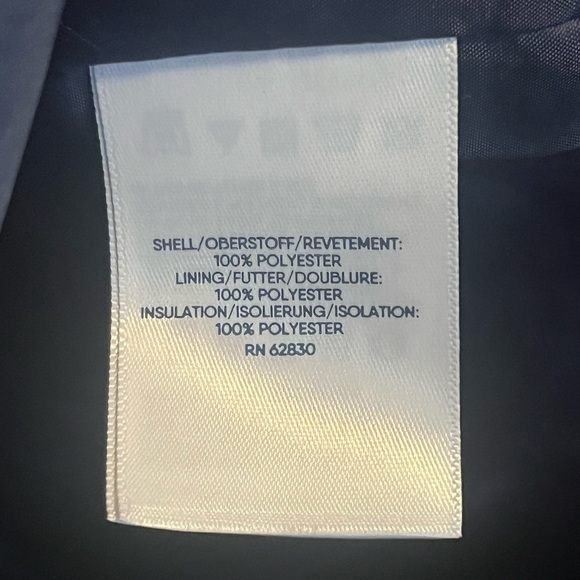 SHELL/OBERSTOFF/REVETEMENT:
100% POLYESTER
LINING/FUTTER/DOUBLURE:
100% POLYESTER
INSULATION/ISOLIERUNG/ISOLATION:
100% POLYESTER
RN 62830